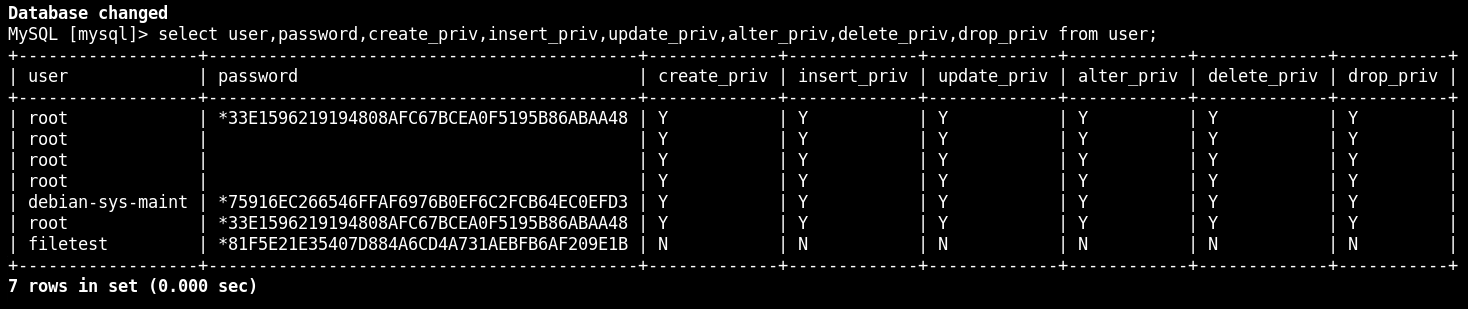 Database changed
MySQL [mysql]> select user,password,create_priv,insert_priv,update_priv,alter_priv,delete_priv,drop_priv from user;
+------------------+-------------------------------------------+-------------+-------------+-------------+------------+-------------+-----------+
| user             | password                                  | create_priv | insert_priv | update_priv | alter_priv | delete_priv | drop_priv |
+------------------+-------------------------------------------+-------------+-------------+-------------+------------+-------------+-----------+
| root             | *33E1596219194808AFC67BCEA0F5195B86ABAA48 | Y           | Y           | Y           | Y          | Y           | Y         |
| root             |                                           | Y           | Y           | Y           | Y          | Y           | Y         |
| root             |                                           | Y           | Y           | Y           | Y          | Y           | Y         |
| root             |                                           | Y           | Y           | Y           | Y          | Y           | Y         |
| debian-sys-maint | *75916EC266546FFAF6976B0EF6C2FCB64EC0EFD3 | Y           | Y           | Y           | Y          | Y           | Y         |
| root             | *33E1596219194808AFC67BCEA0F5195B86ABAA48 | Y           | Y           | Y           | Y          | Y           | Y         |
| filetest         | *81F5E21E35407D884A6CD4A731AEBFB6AF209E1B | N           | N           | N           | N          | N           | N         |
+------------------+-------------------------------------------+-------------+-------------+-------------+------------+-------------+-----------+
7 rows in set (0.000 sec)